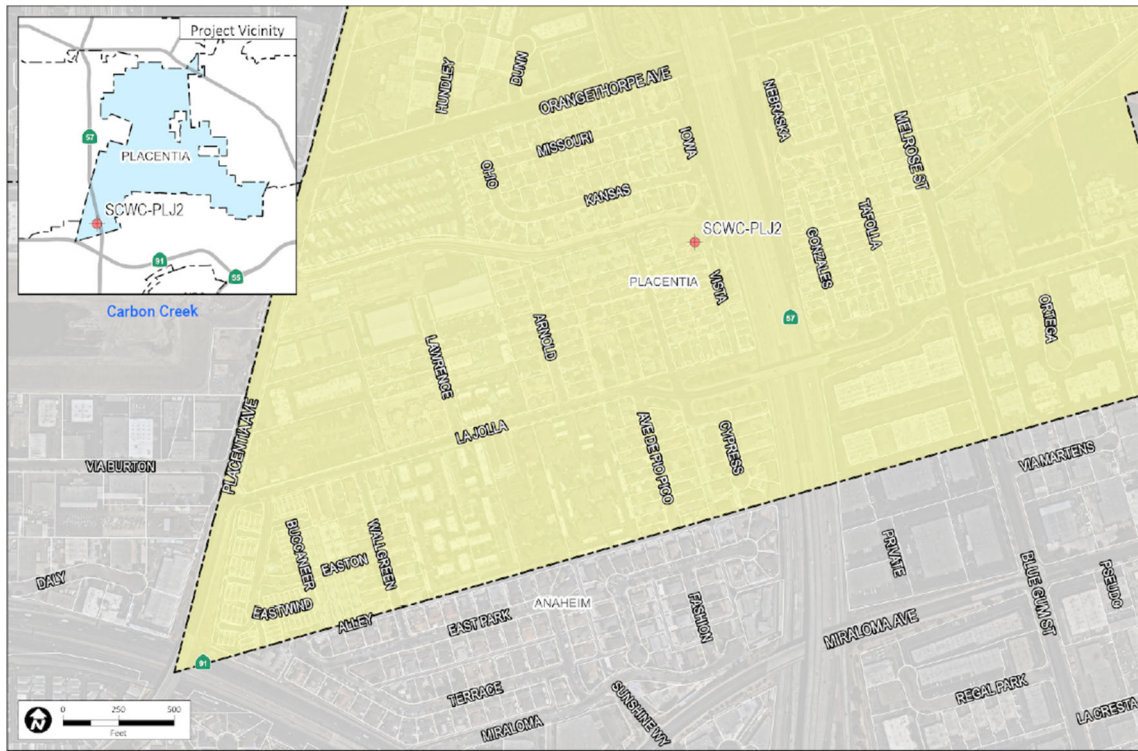 Project Vicinity
57
PLACENTIA
SCWC-PLJ2
91
55
Carbon Creek
HUNDLEY
DUNN
ORANGETHORPE AVE
NEBRASKA
MELROSE ST
MISSOURI
IOWA
OHIO
KANSAS
TAFOLLA
SCWC-PLJ2
GONZALES
PLACENTIA
VISTA
57
ORTEGA
ARNOLD
LAWRENCE
LA JOLLA
PLACENTIA AVE
AVE DE PIO PICO
CYPRESS
VIA BURTON
VIA MARTENS
BUCCANEER
EASTON
WALLGREEN
PRIVATE
BLUE GUM ST
PSEUDO
DALY
EASTWIND
ALLEY
EAST PARK
ANAHEIM
FASHION
MIRALOMA AVE
91
TERRACE
SUNSHINE WY
REGAL PARK
LA CRESTA
MIRALOMA
N
0 250 500
Feet